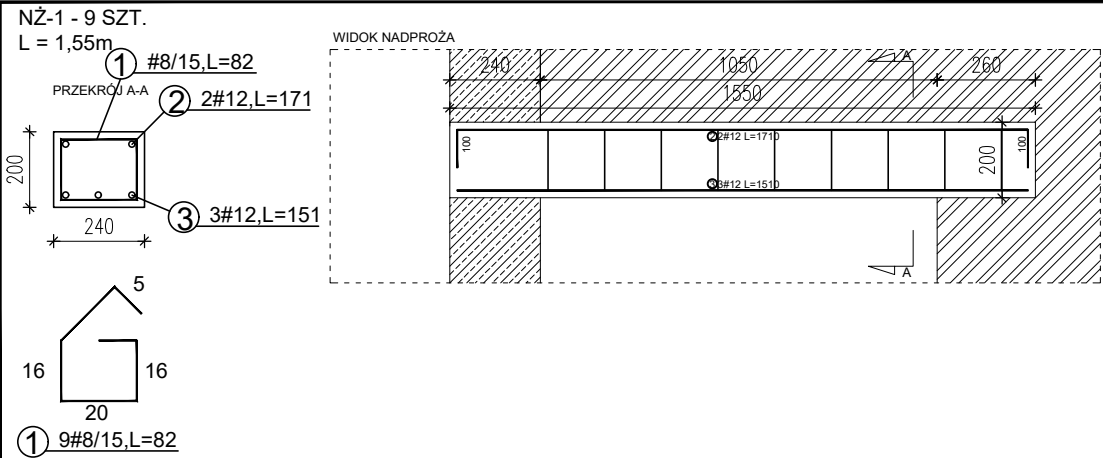 NŻ-1 - 9 SZT.
L = 1,55m
1 #8/15,L=82
PRZEKRÓJ A-A
2 2#12,L=171
200
3 3#12,L=151
240
5
16
16
20
1 9#8/15,L=82
WIDOK NADPROŻA
A
240
1050
260
1550
100
2 2#12 L=1710
200
100
3 3#12 L=1510
A